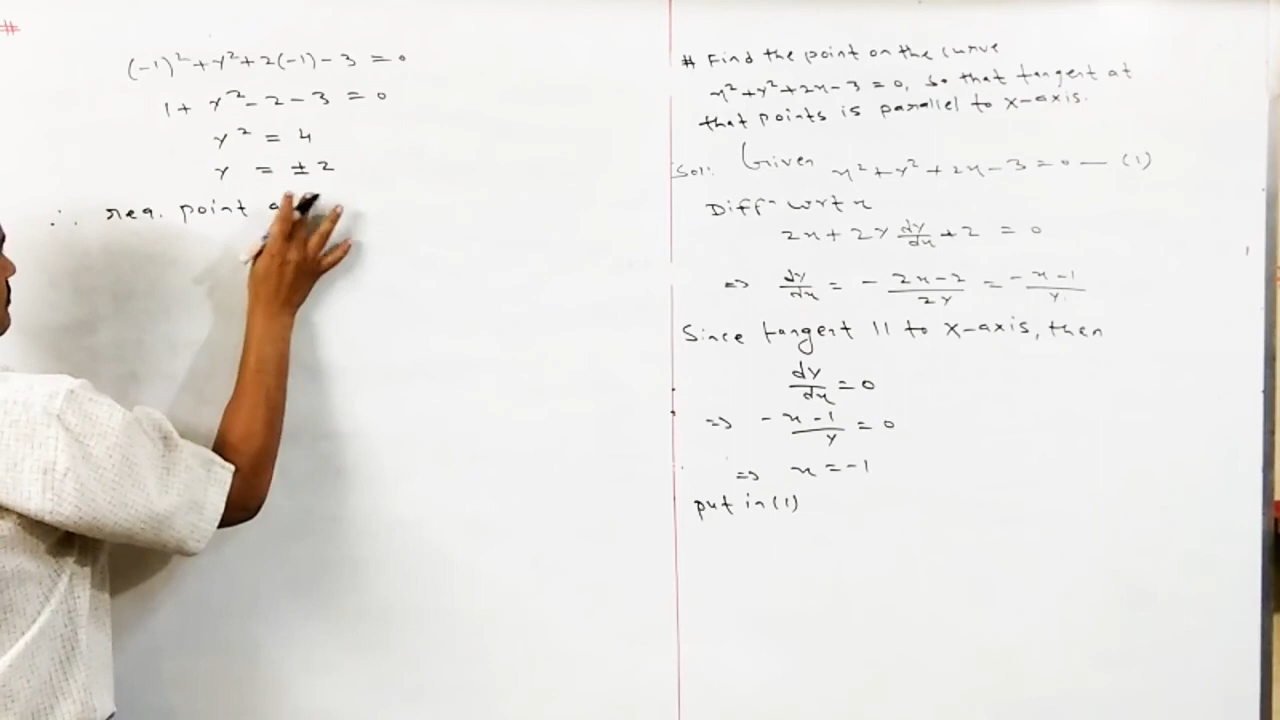 #
(-1)² + y² + 2(-1) - 3 = 0
1 + y² - 2 - 3 = 0
y² = 4
y = ± 2
∴ req. point
# Find the point on the curve
x² + y² + 2x - 3 = 0, so that tangent at
that points is parallel to x-axis.
Sol: Given x² + y² + 2x - 3 = 0 — (1)
Diffⁿ wrt x
2x + 2y dy/dx + 2 = 0
⇒ dy/dx = - 2x-2/2y = - x-1/y
Since tangent || to x-axis, then
dy/dx = 0
⇒ - x-1/y = 0
⇒ x = -1
put in (1)